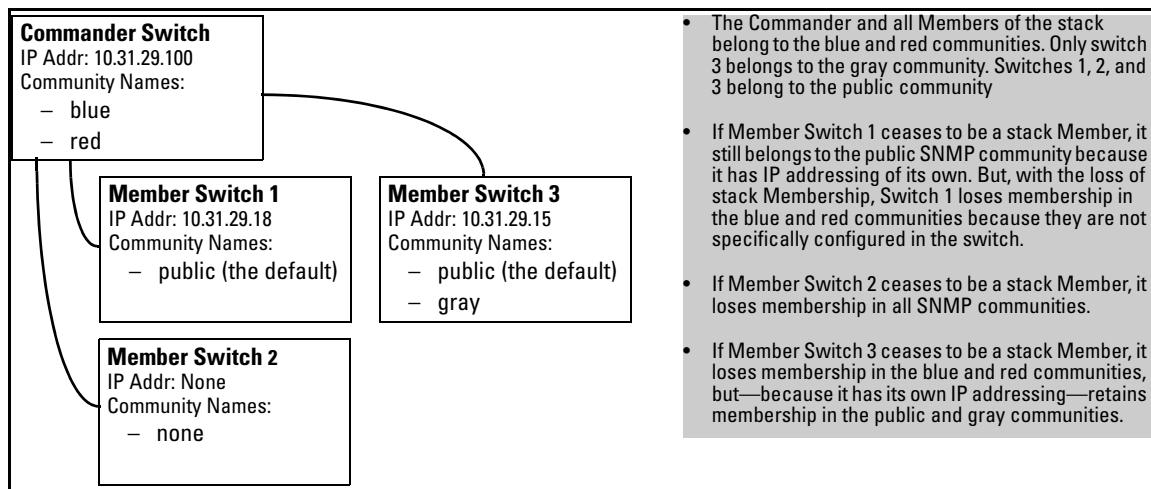 Commander Switch
IP Addr: 10.31.29.100
Community Names:
– blue
– red
Member Switch 1
IP Addr: 10.31.29.18
Community Names:
– public (the default)
Member Switch 3
IP Addr: 10.31.29.15
Community Names:
– public (the default)
– gray
Member Switch 2
IP Addr: None
Community Names:
– none
• The Commander and all Members of the stack
belong to the blue and red communities. Only switch
3 belongs to the gray community. Switches 1, 2, and
3 belong to the public community
• If Member Switch 1 ceases to be a stack Member, it
still belongs to the public SNMP community because
it has IP addressing of its own. But, with the loss of
stack Membership, Switch 1 loses membership in
the blue and red communities because they are not
specifically configured in the switch.
• If Member Switch 2 ceases to be a stack Member, it
loses membership in all SNMP communities.
• If Member Switch 3 ceases to be a stack Member, it
loses membership in the blue and red communities,
but—because it has its own IP addressing—retains
membership in the public and gray communities.